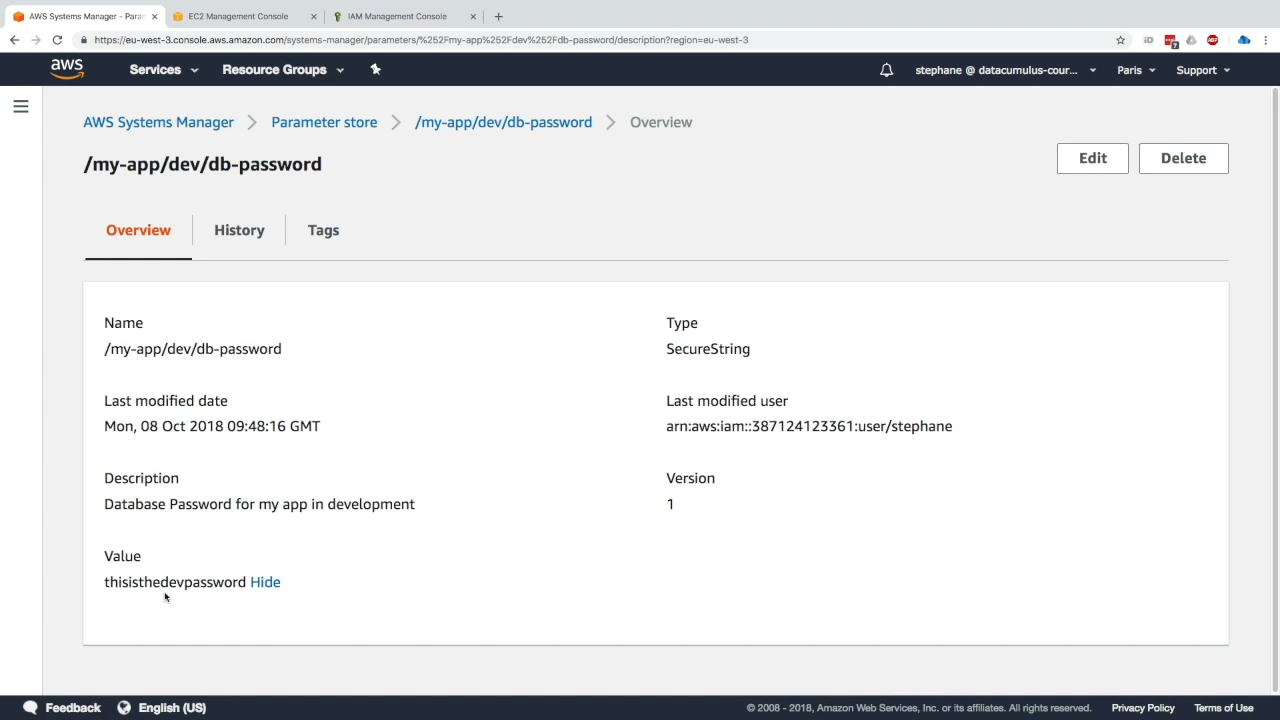 AWS Systems Manager - Para
EC2 Management Console
IAM Management Console
https://eu-west-3.console.aws.amazon.com/systems-manager/parameters/%252Fmy-app%252Fdev%252Fdb-password/description?region=eu-west-3
aws Services Resource Groups stephane @ datacumulus-cour... Paris Support
AWS Systems Manager > Parameter store > /my-app/dev/db-password > Overview
/my-app/dev/db-password
Edit Delete
Overview History Tags
Name
/my-app/dev/db-password
Type
SecureString
Last modified date
Mon, 08 Oct 2018 09:48:16 GMT
Last modified user
arn:aws:iam::387124123361:user/stephane
Description
Database Password for my app in development
Version
1
Value
thisisthedevpassword Hide
Feedback English (US) © 2008 - 2018, Amazon Web Services, Inc. or its affiliates. All rights reserved. Privacy Policy Terms of Use